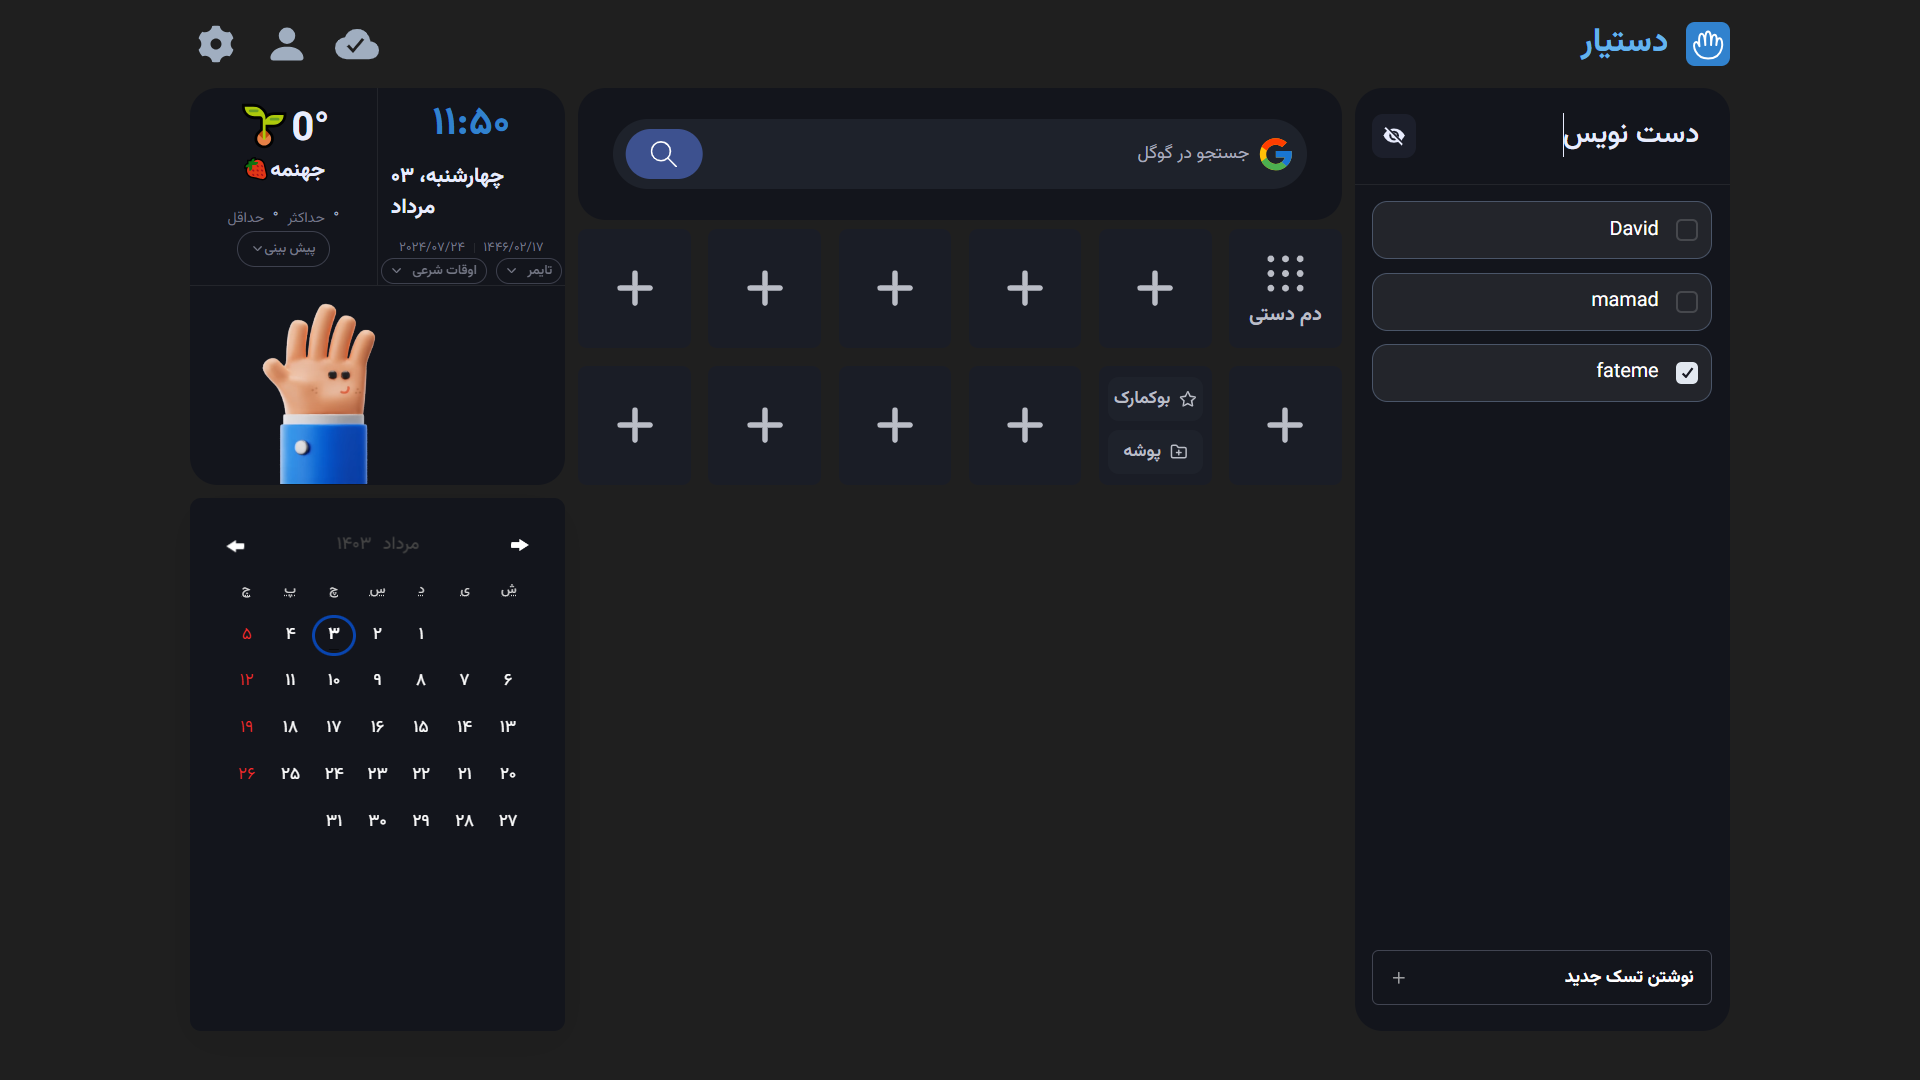 دستیار
دست نویس
David
mamad
fateme
نوشتن تسک جدید
جستجو در گوگل
دم دستی
بوکمارک
پوشه
۱۱:۵۰
چهارشنبه، ۰۳
مرداد
۱۴۴۶/۰۲/۱۷ | ۲۰۲۴/۰۷/۲۴
تایمر
اوقات شرعی
0°
جهنمه
° حداکثر ° حداقل
پیش بینی
مرداد ۱۴۰۳
ش ی د س چ پ ج
۱ ۲ ۳ ۴ ۵
۶ ۷ ۸ ۹ ۱۰ ۱۱ ۱۲
۱۳ ۱۴ ۱۵ ۱۶ ۱۷ ۱۸ ۱۹
۲۰ ۲۱ ۲۲ ۲۳ ۲۴ ۲۵ ۲۶
۲۷ ۲۸ ۲۹ ۳۰ ۳۱